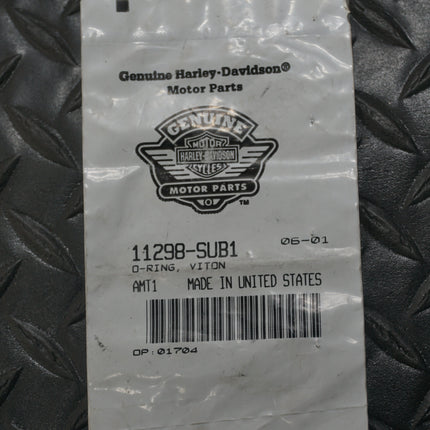 Genuine Harley-Davidson®
Motor Parts
GENUINE
MOTOR
HARLEY-DAVIDSON
CYCLES
MOTOR PARTS
TM
11298-SUB1 06-01
O-RING, VITON
AMT1 MADE IN UNITED STATES
OP:01704